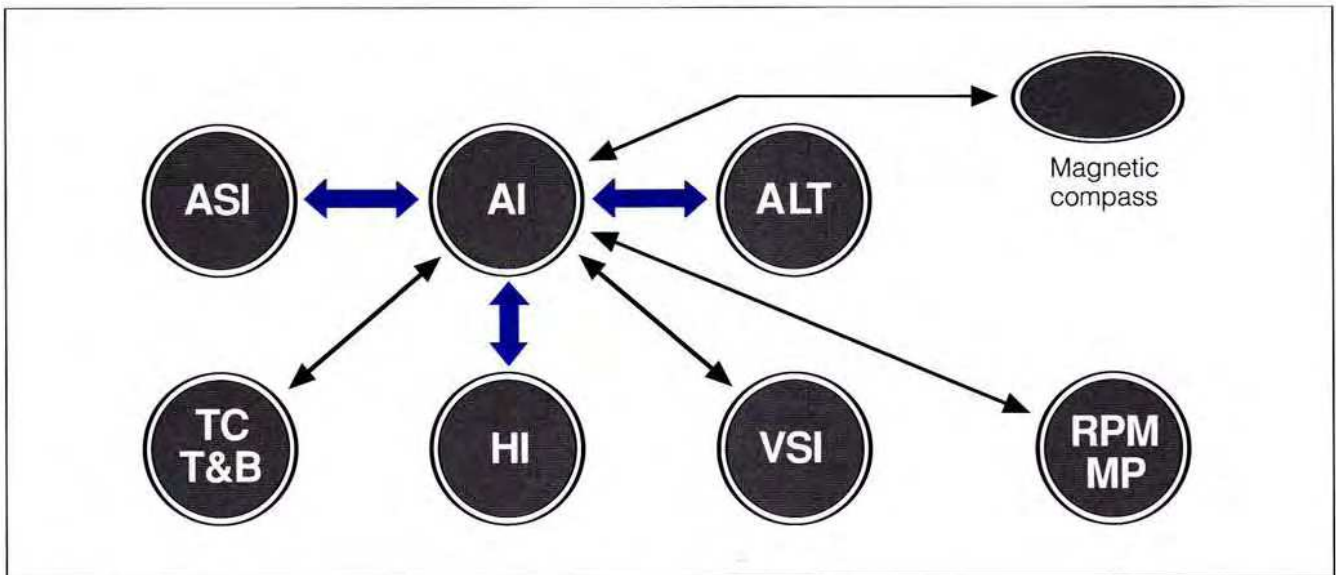 Magnetic
compass
ASI
AI
ALT
TC
T&B
HI
VSI
RPM
MP